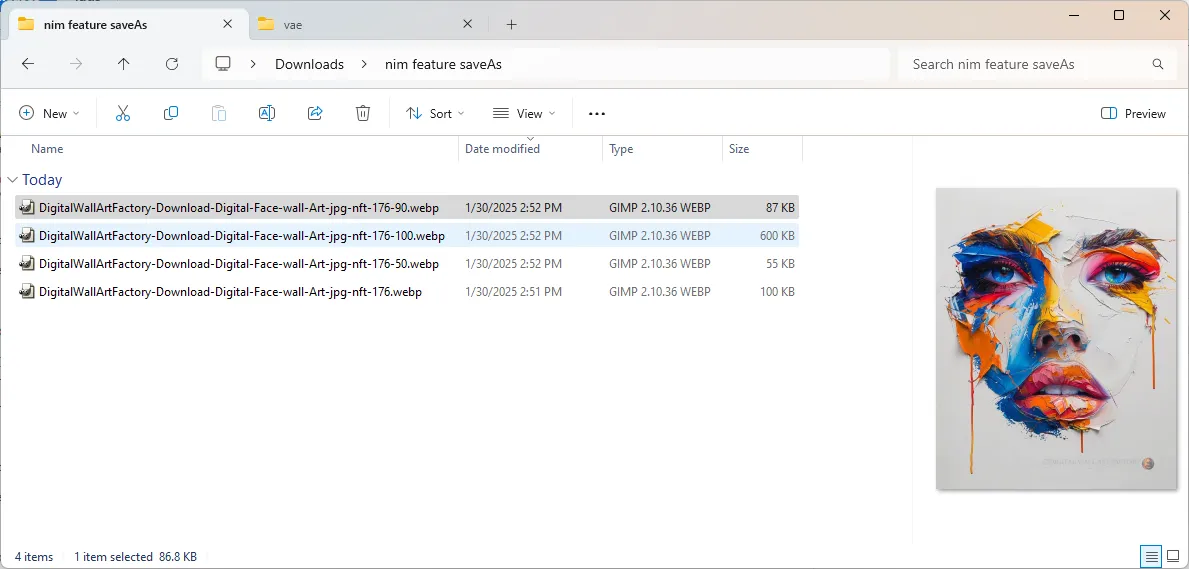 nim feature saveAs
vae
Downloads > nim feature saveAs
Search nim feature saveAs
New
Sort
View
Preview
Name Date modified Type Size
Today
DigitalWallArtFactory-Download-Digital-Face-wall-Art-jpg-nft-176-90.webp 1/30/2025 2:52 PM GIMP 2.10.36 WEBP 87 KB
DigitalWallArtFactory-Download-Digital-Face-wall-Art-jpg-nft-176-100.webp 1/30/2025 2:52 PM GIMP 2.10.36 WEBP 600 KB
DigitalWallArtFactory-Download-Digital-Face-wall-Art-jpg-nft-176-50.webp 1/30/2025 2:52 PM GIMP 2.10.36 WEBP 55 KB
DigitalWallArtFactory-Download-Digital-Face-wall-Art-jpg-nft-176.webp 1/30/2025 2:51 PM GIMP 2.10.36 WEBP 100 KB
4 items 1 item selected 86.8 KB